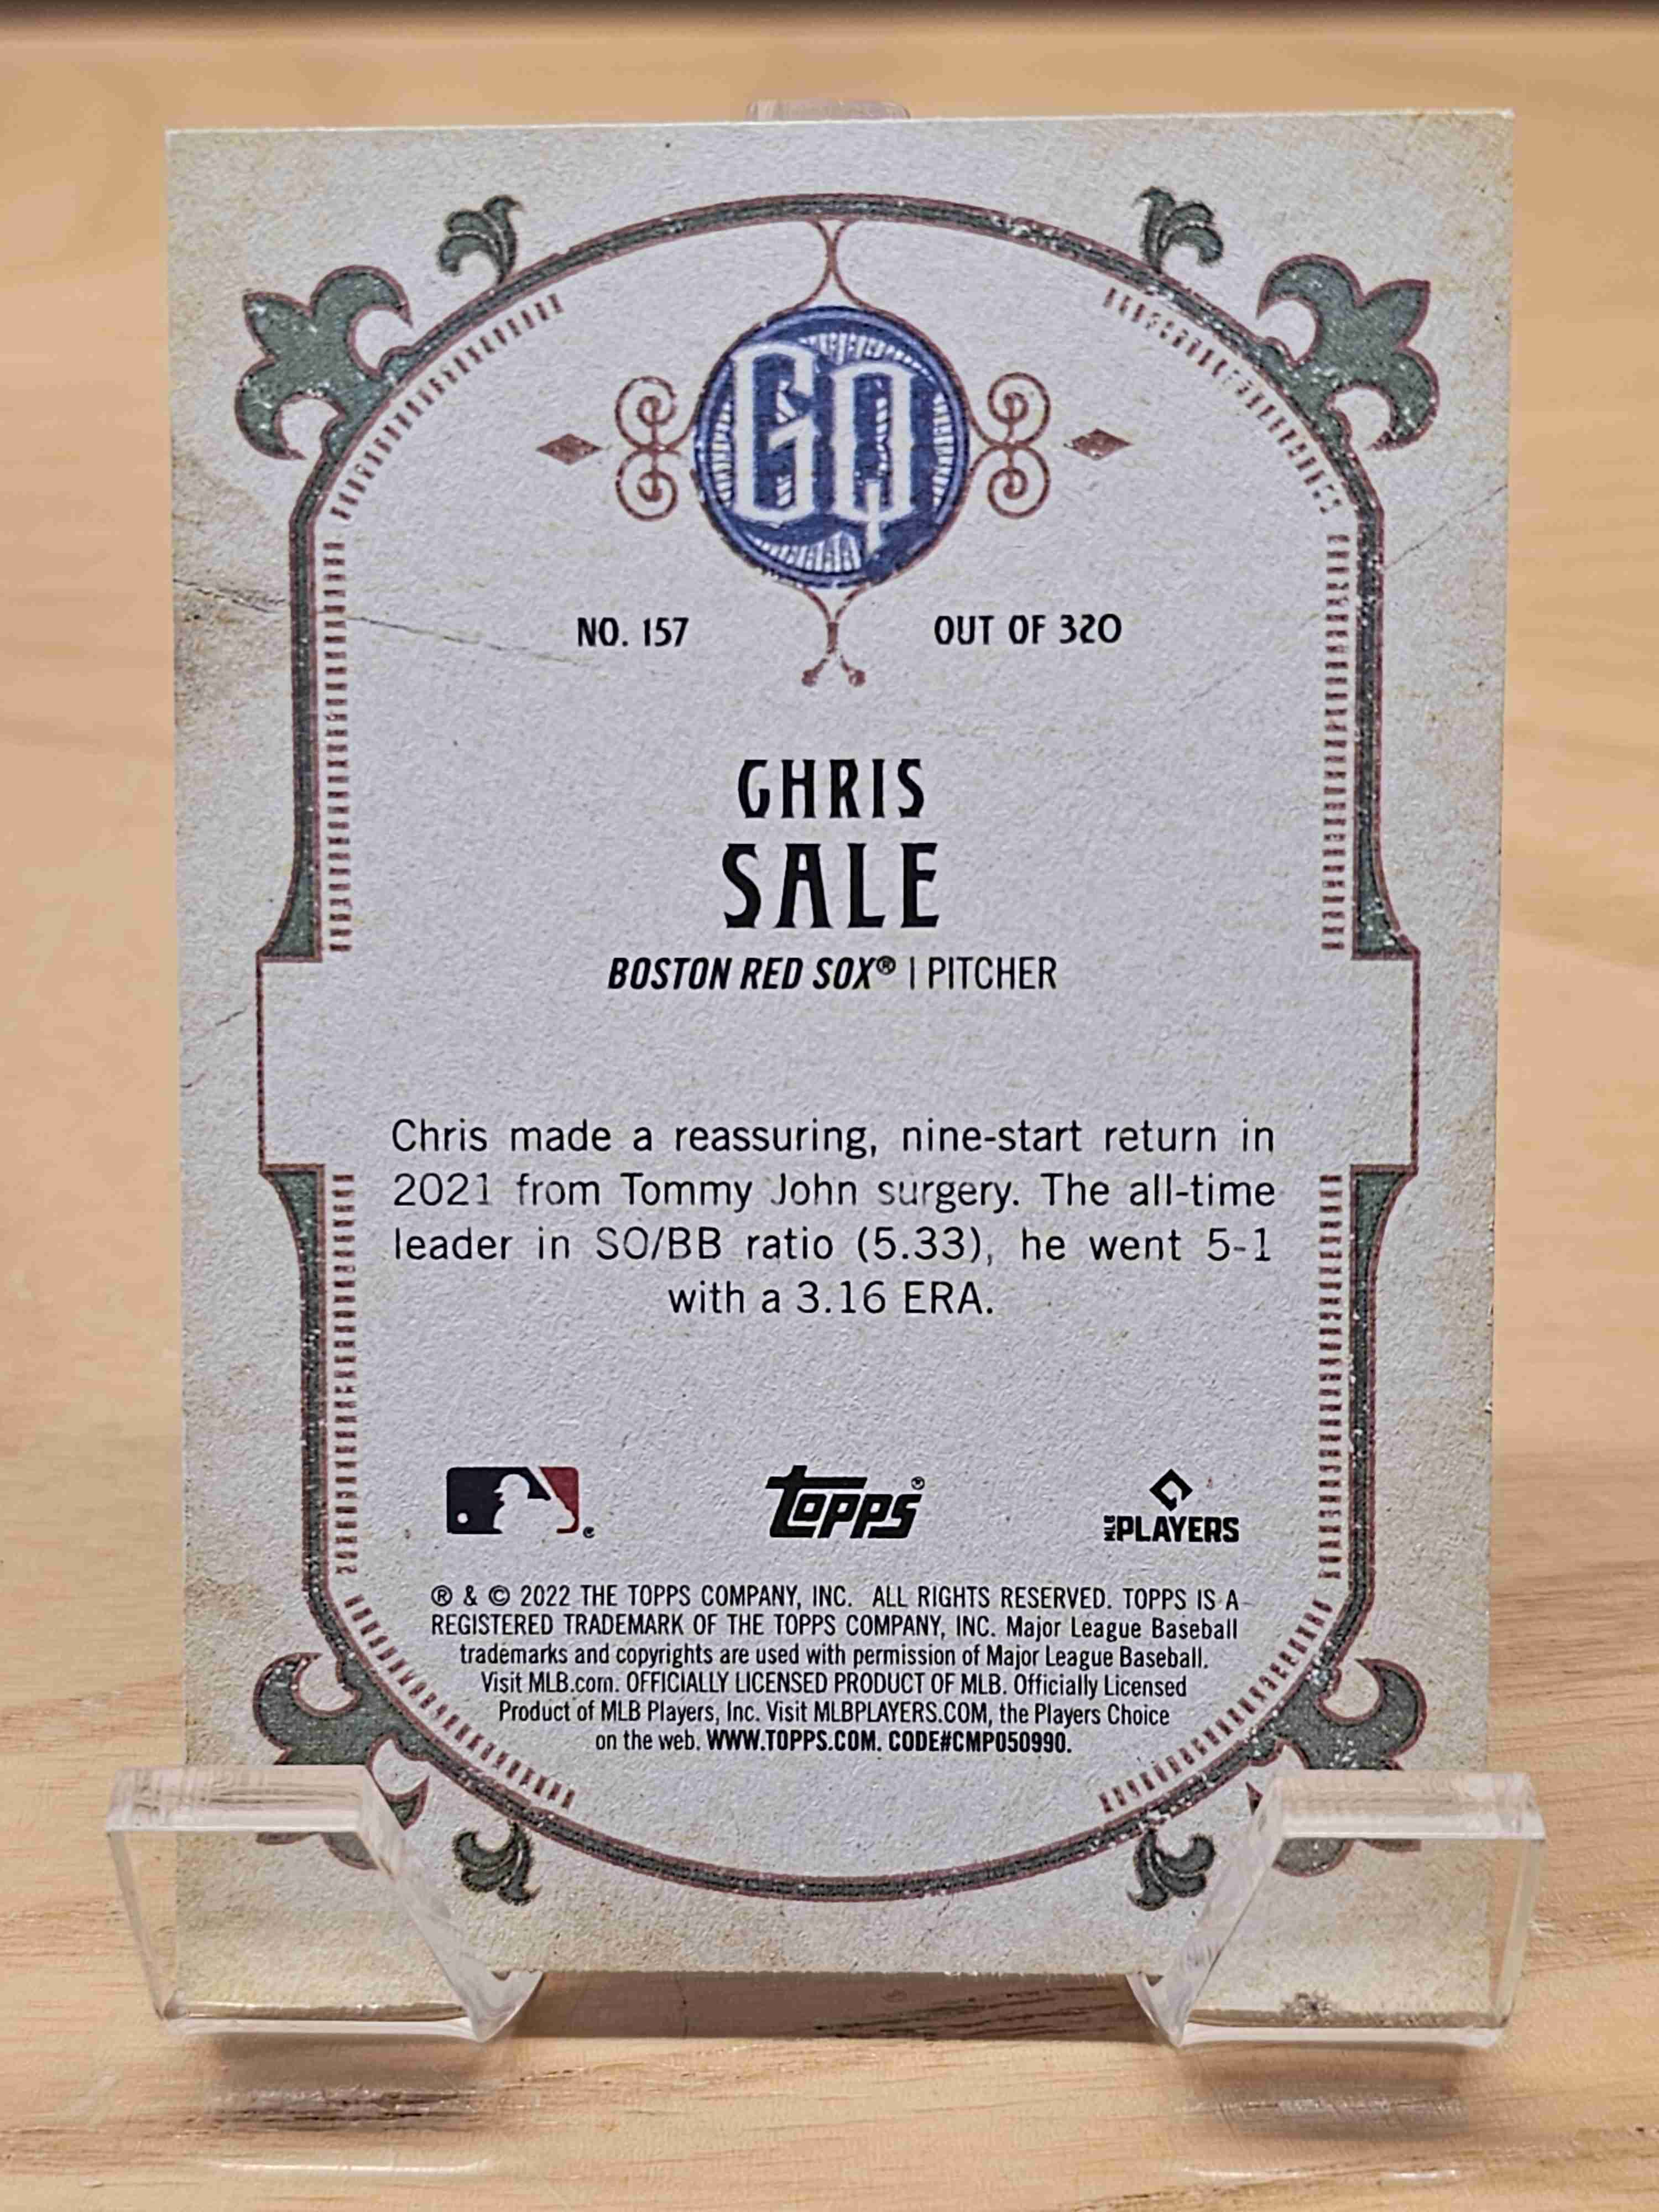 GQ
NO. 157 OUT OF 320
CHRIS
SALE
BOSTON RED SOX® | PITCHER
Chris made a reassuring, nine-start return in
2021 from Tommy John surgery. The all-time
leader in SO/BB ratio (5.33), he went 5-1
with a 3.16 ERA.
® Topps® MLB PLAYERS
® & © 2022 THE TOPPS COMPANY, INC. ALL RIGHTS RESERVED. TOPPS IS A
REGISTERED TRADEMARK OF THE TOPPS COMPANY, INC. Major League Baseball
trademarks and copyrights are used with permission of Major League Baseball.
Visit MLB.com. OFFICIALLY LICENSED PRODUCT OF MLB. Officially Licensed
Product of MLB Players, Inc. Visit MLBPLAYERS.COM, the Players Choice
on the web. WWW.TOPPS.COM. CODE#CMP050990.